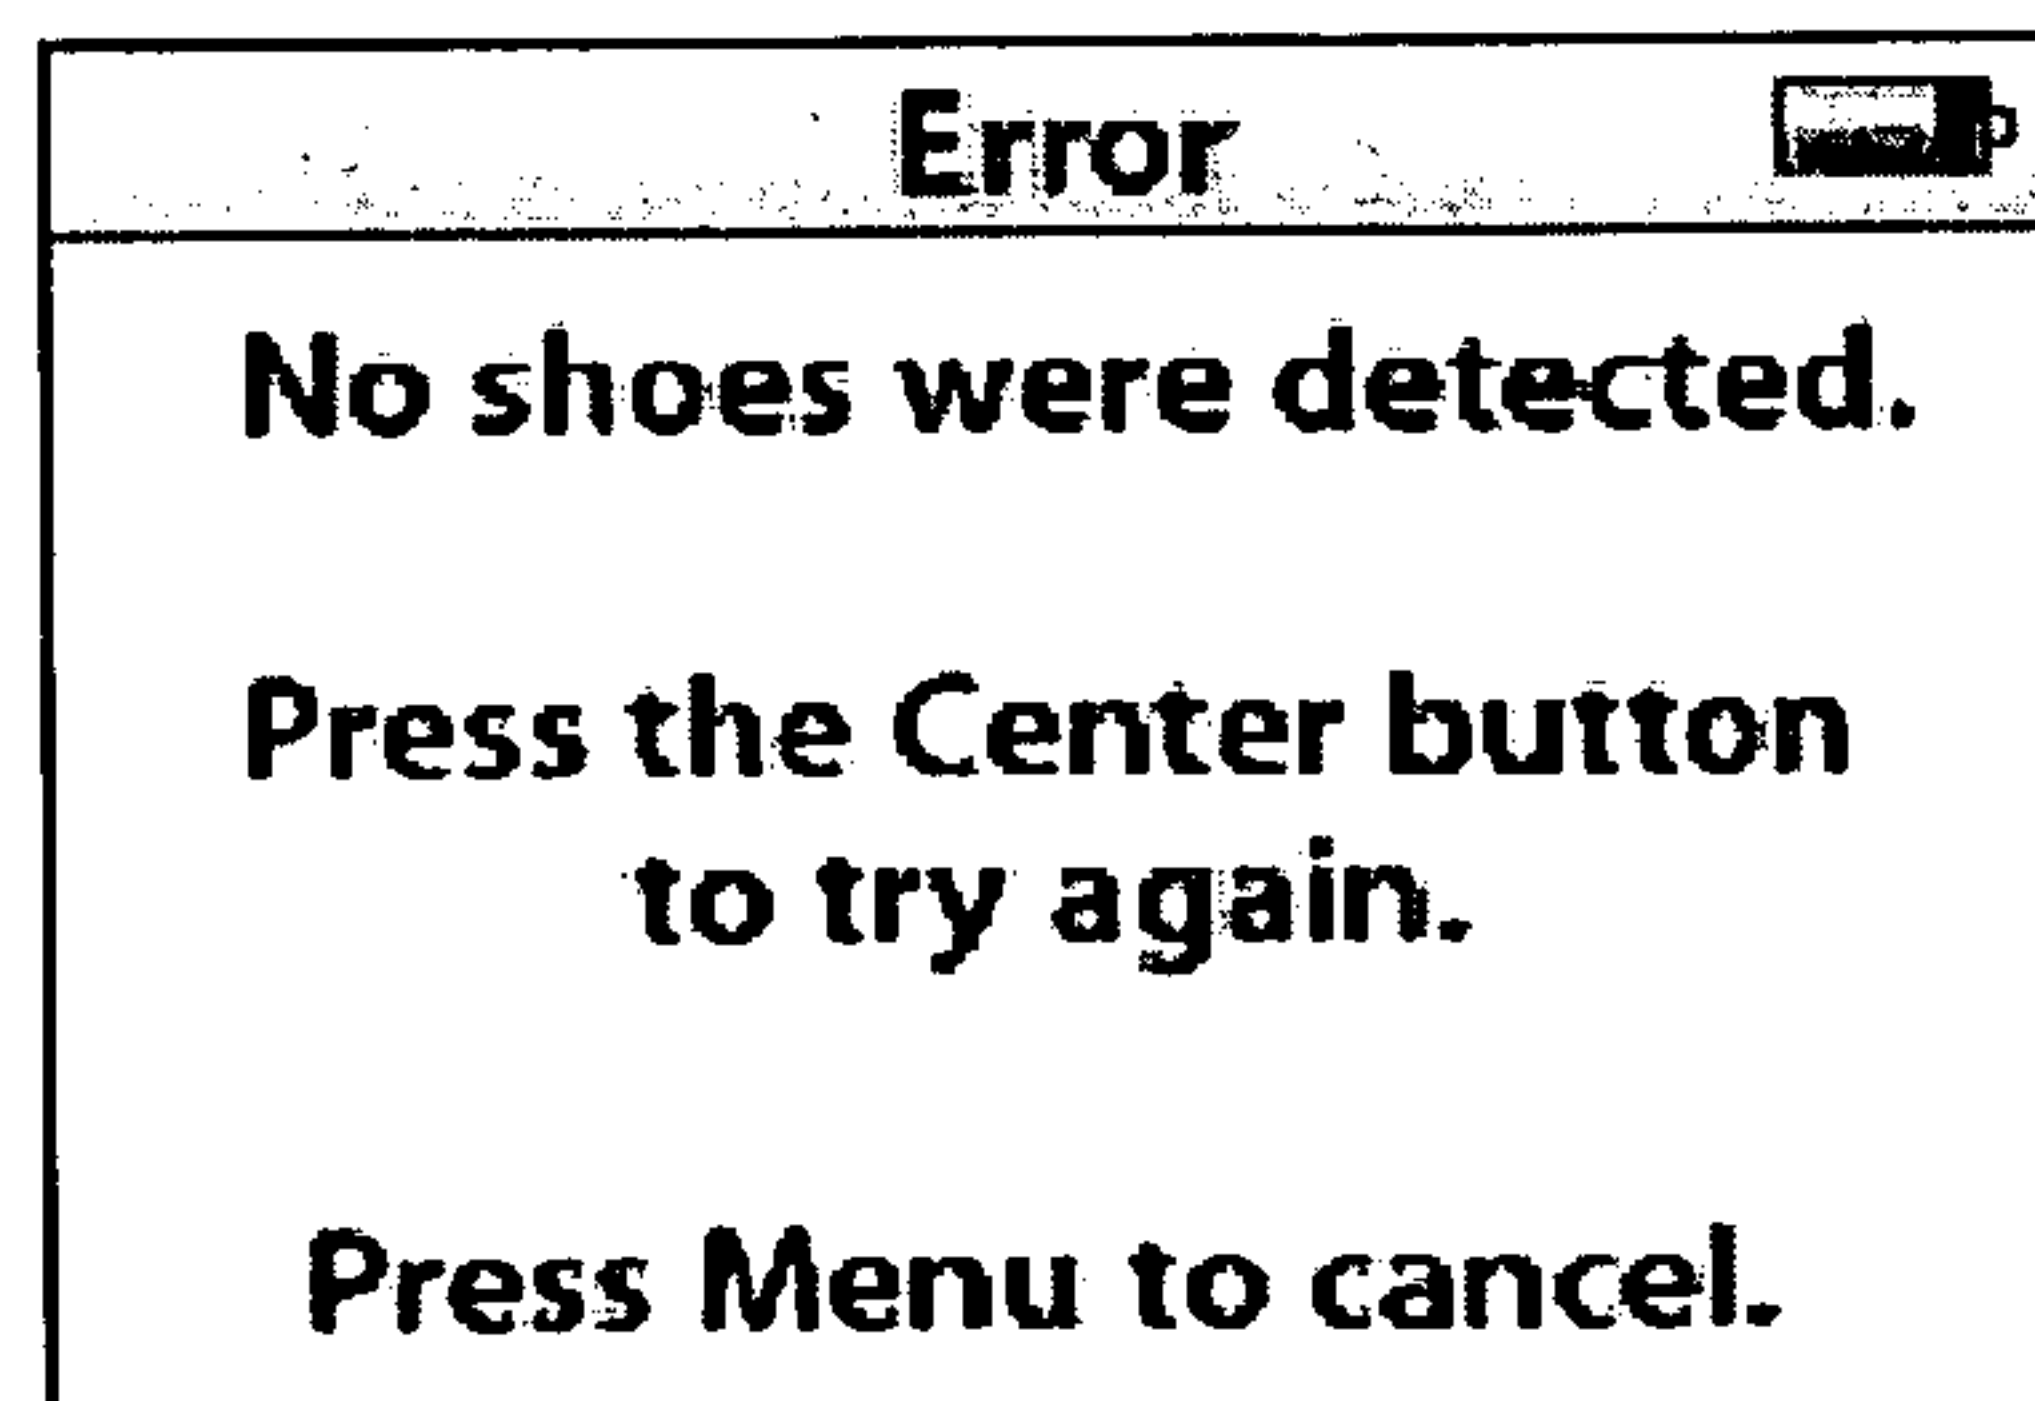 Error
No shoes were detected.
Press the Center button
to try again.
Press Menu to cancel.